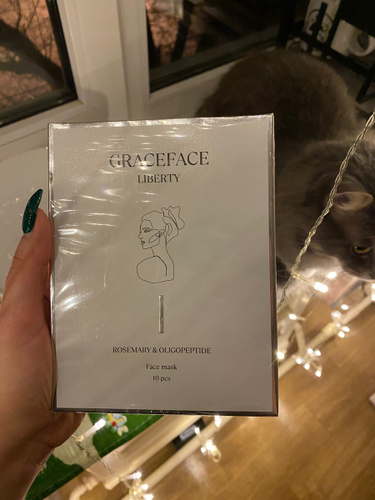 GRACEFACE
LIBERTY
ROSEMARY & OLIGOPEPTIDE
Face mask
10 pcs